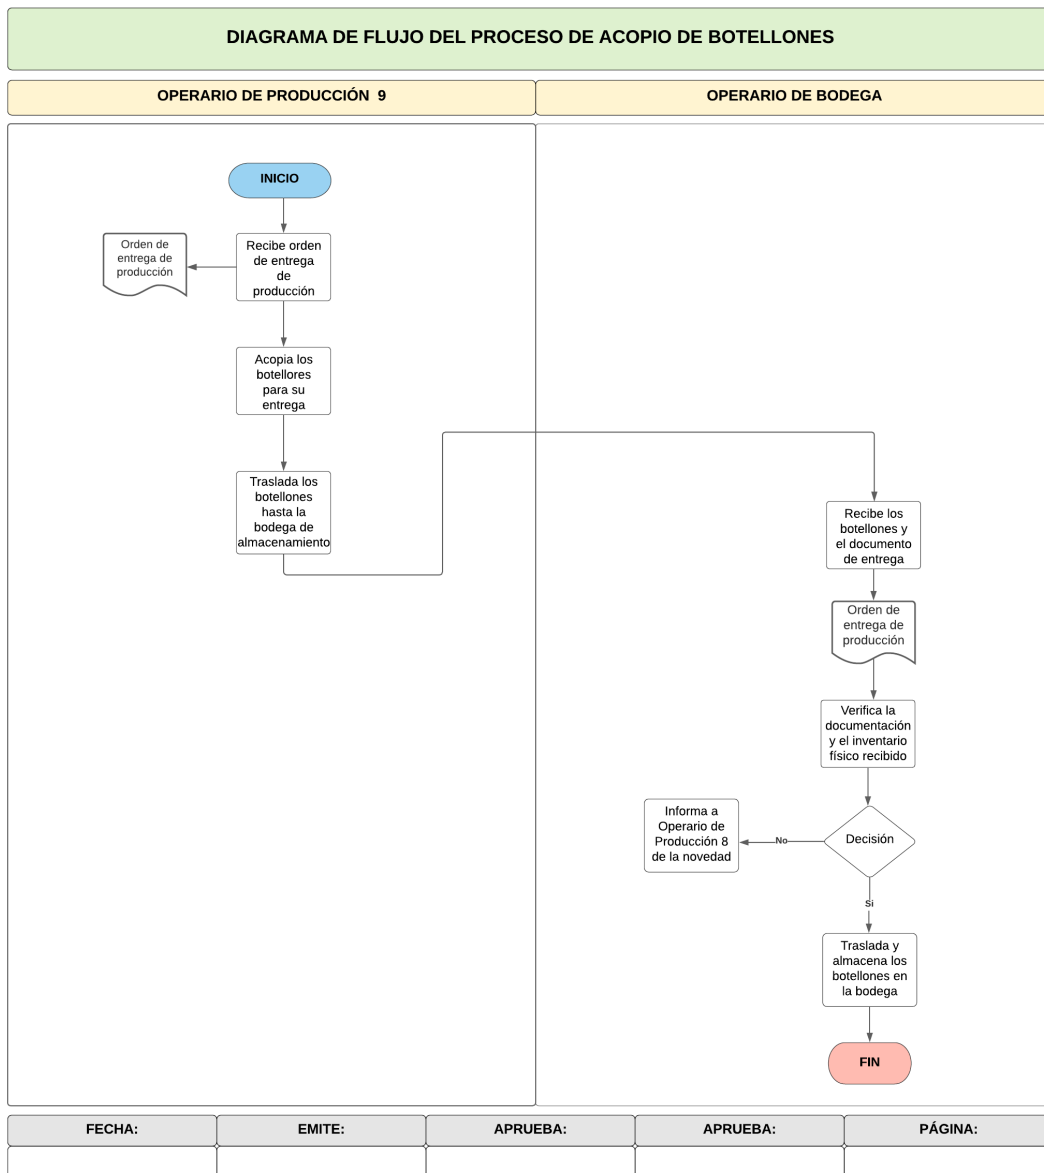 DIAGRAMA DE FLUJO DEL PROCESO DE ACOPIO DE BOTELLONES
OPERARIO DE PRODUCCIÓN  9
OPERARIO DE BODEGA
INICIO
Orden de
entrega de
producción
Recibe orden
de entrega
de
producción
Acopia los
botellores
para su
entrega
Traslada los
botellones
hasta la
bodega de
almacenamiento
Recibe los
botellones y
el documento
de entrega
Orden de
entrega de
producción
Verifica la
documentación
y el inventario
físico recibido
Decisión
No
Informa a
Operario de
Producción 8
de la novedad
Si
Traslada y
almacena los
botellones en
la bodega
FIN
FECHA:
EMITE:
APRUEBA:
APRUEBA:
PÁGINA: